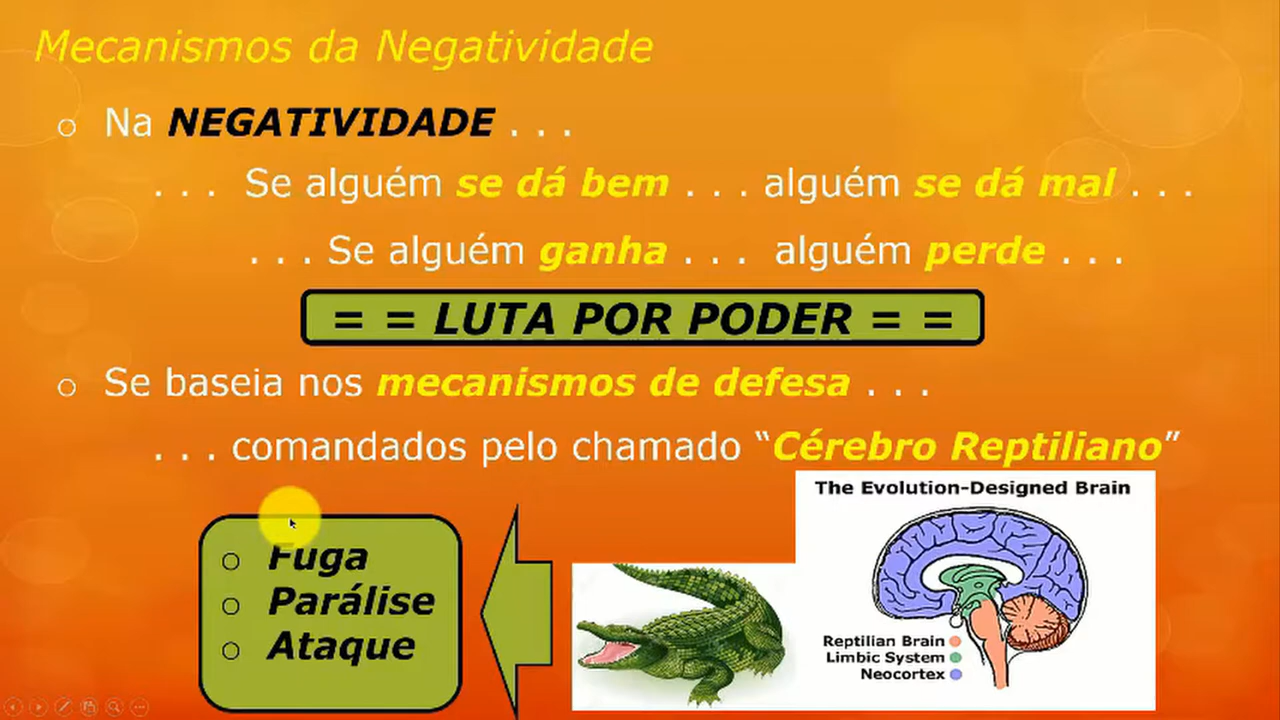 Mecanismos da Negatividade
Na NEGATIVIDADE . . .
. . . Se alguém se dá bem . . . alguém se dá mal . . .
. . . Se alguém ganha . . . alguém perde . . .
= = LUTA POR PODER = =
Se baseia nos mecanismos de defesa . . .
. . . comandados pelo chamado “Cérebro Reptiliano”
Fuga
Parálise
Ataque
The Evolution-Designed Brain
Reptilian Brain
Limbic System
Neocortex